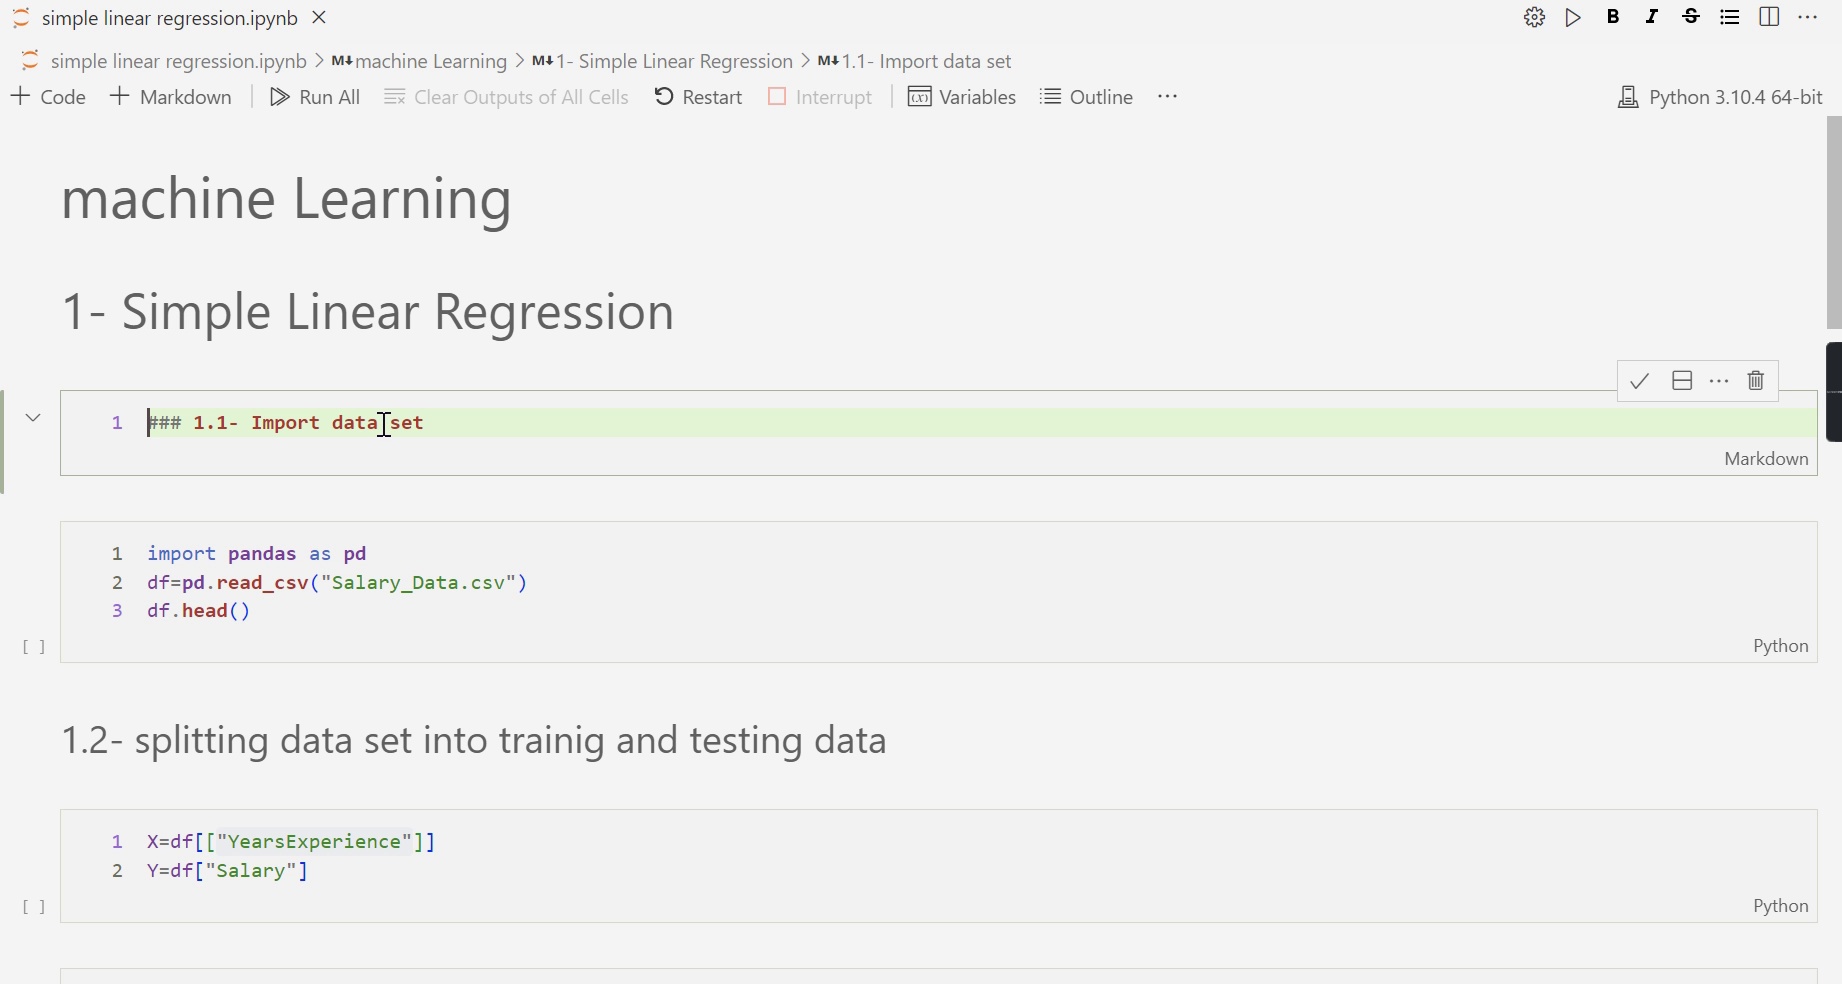 simple linear regression.ipynb
B I S
simple linear regression.ipynb > M↓machine Learning > M↓1- Simple Linear Regression > M↓1.1- Import data set
+ Code + Markdown Run All Clear Outputs of All Cells Restart Interrupt (x) Variables Outline ··· Python 3.10.4 64-bit
machine Learning
1- Simple Linear Regression
1 ### 1.1- Import data set
Markdown
1 import pandas as pd
2 df=pd.read_csv("Salary_Data.csv")
3 df.head()
[ ] Python
1.2- splitting data set into trainig and testing data
1 X=df[["YearsExperience"]]
2 Y=df["Salary"]
[ ] Python